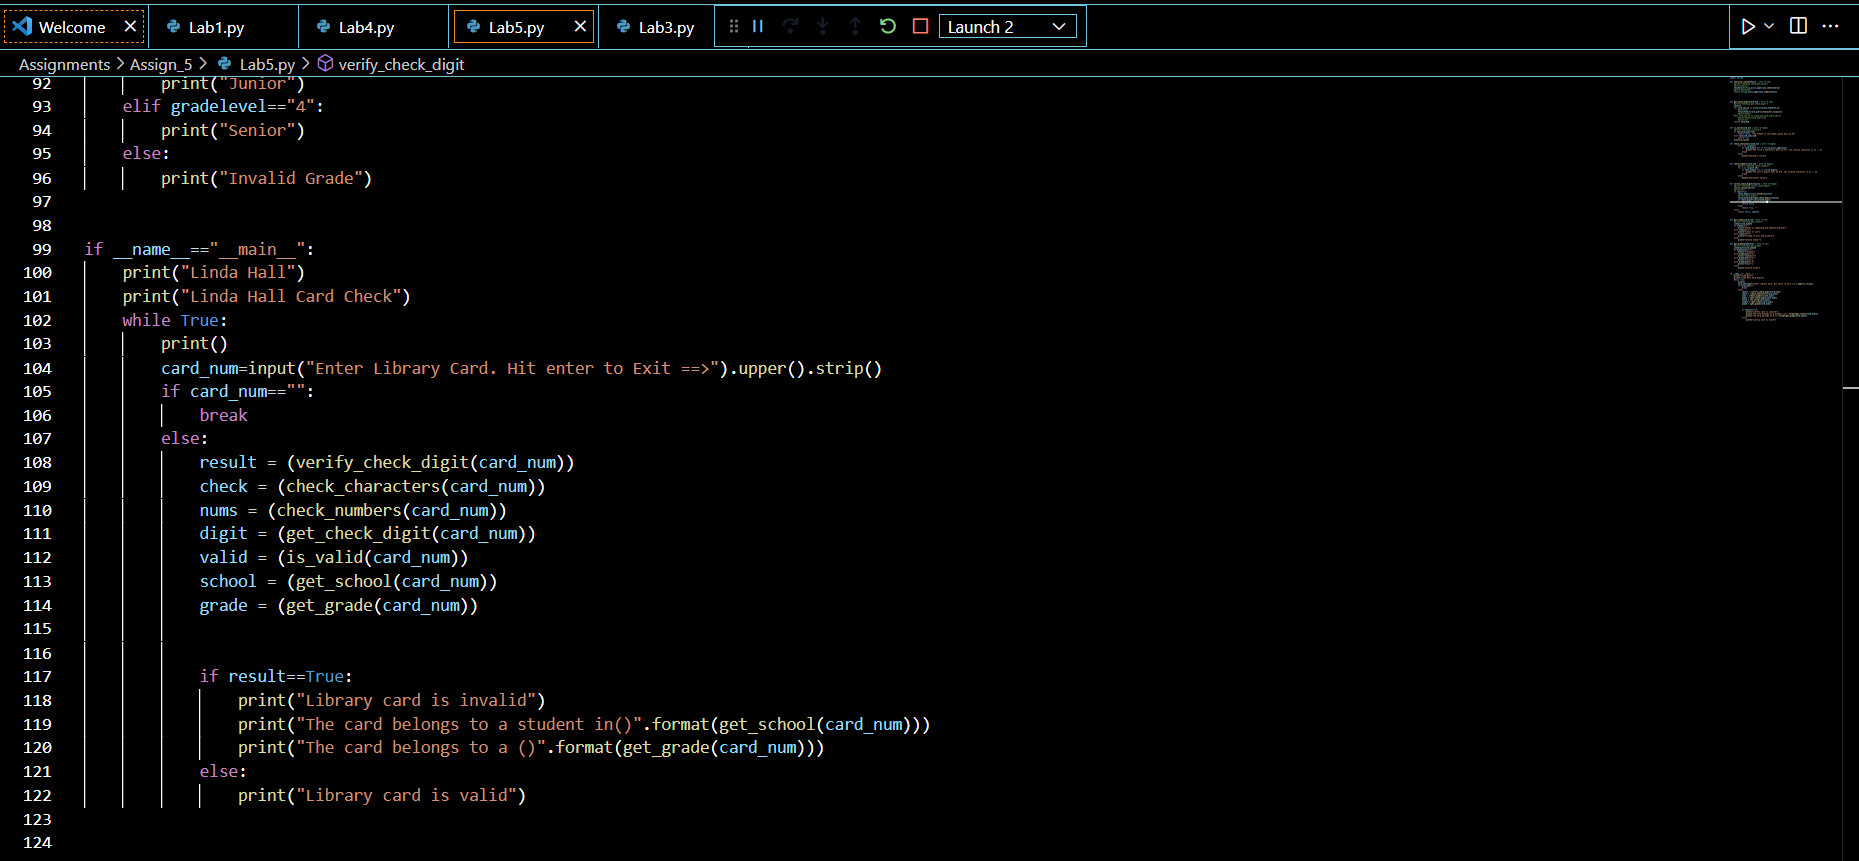 Welcome Lab1.py Lab4.py Lab5.py Lab3.py Launch 2
Assignments > Assign_5 > Lab5.py > verify_check_digit
92 print("Junior")
93 elif gradelevel=="4":
94 print("Senior")
95 else:
96 print("Invalid Grade")
97
98
99 if __name__=="__main__":
100 print("Linda Hall")
101 print("Linda Hall Card Check")
102 while True:
103 print()
104 card_num=input("Enter Library Card. Hit enter to Exit ==>").upper().strip()
105 if card_num=="":
106 break
107 else:
108 result = (verify_check_digit(card_num))
109 check = (check_characters(card_num))
110 nums = (check_numbers(card_num))
111 digit = (get_check_digit(card_num))
112 valid = (is_valid(card_num))
113 school = (get_school(card_num))
114 grade = (get_grade(card_num))
115
116
117 if result==True:
118 print("Library card is invalid")
119 print("The card belongs to a student in()".format(get_school(card_num)))
120 print("The card belongs to a ()".format(get_grade(card_num)))
121 else:
122 print("Library card is valid")
123
124